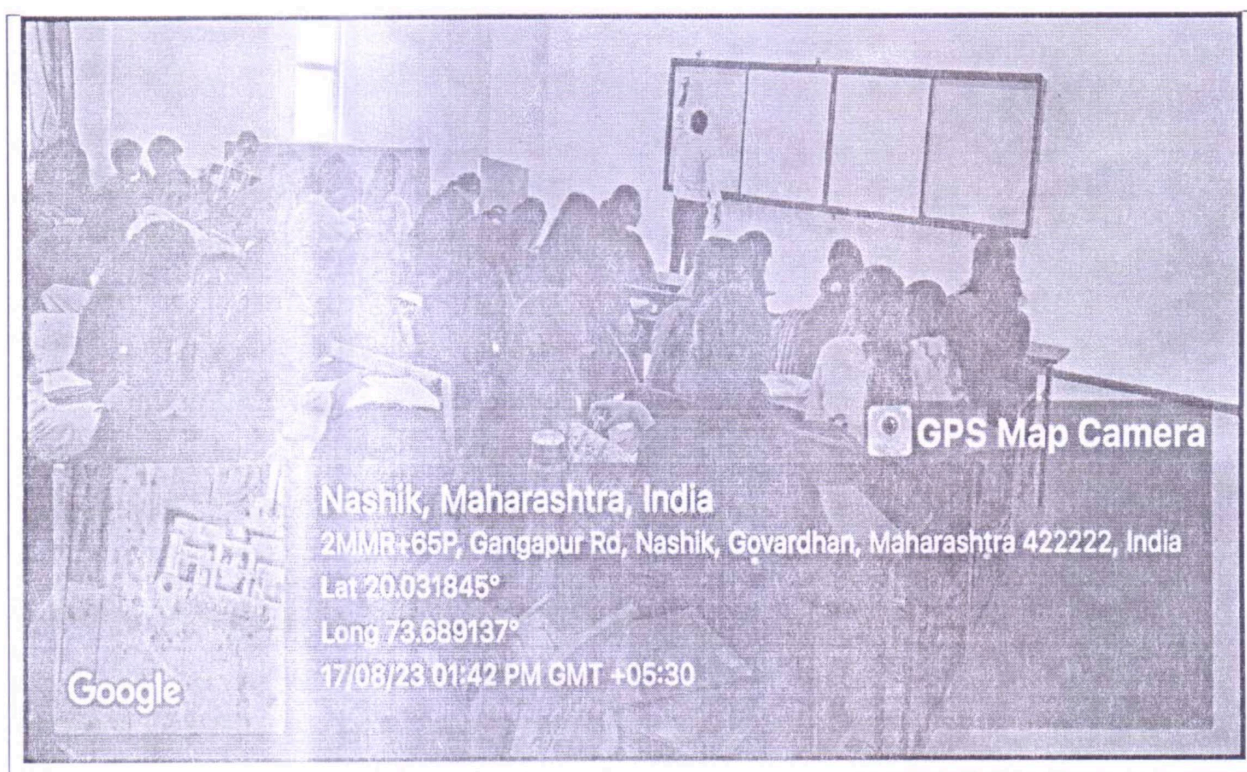 GPS Map Camera
Nashik, Maharashtra, India
2MMR+65P, Gangapur Rd, Nashik, Govardhan, Maharashtra 422222, India
Lat 20.031845°
Long 73.689137°
17/08/23 01:42 PM GMT +05:30
Google